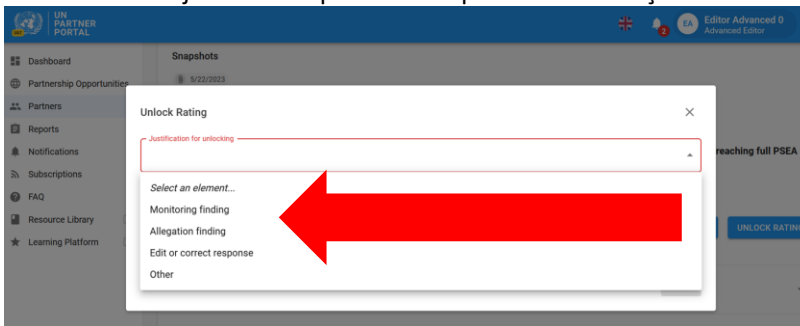 UN
PARTNER
PORTAL
2
EA
Editor Advanced 0
Advanced Editor
Dashboard
Partnership Opportunities
Partners
Reports
Notifications
Subscriptions
FAQ
Resource Library
Learning Platform
Snapshots
5/22/2023
Unlock Rating
Justification for unlocking
Select an element...
Monitoring finding
Allegation finding
Edit or correct response
Other
reaching full PSEA
UNLOCK RATING